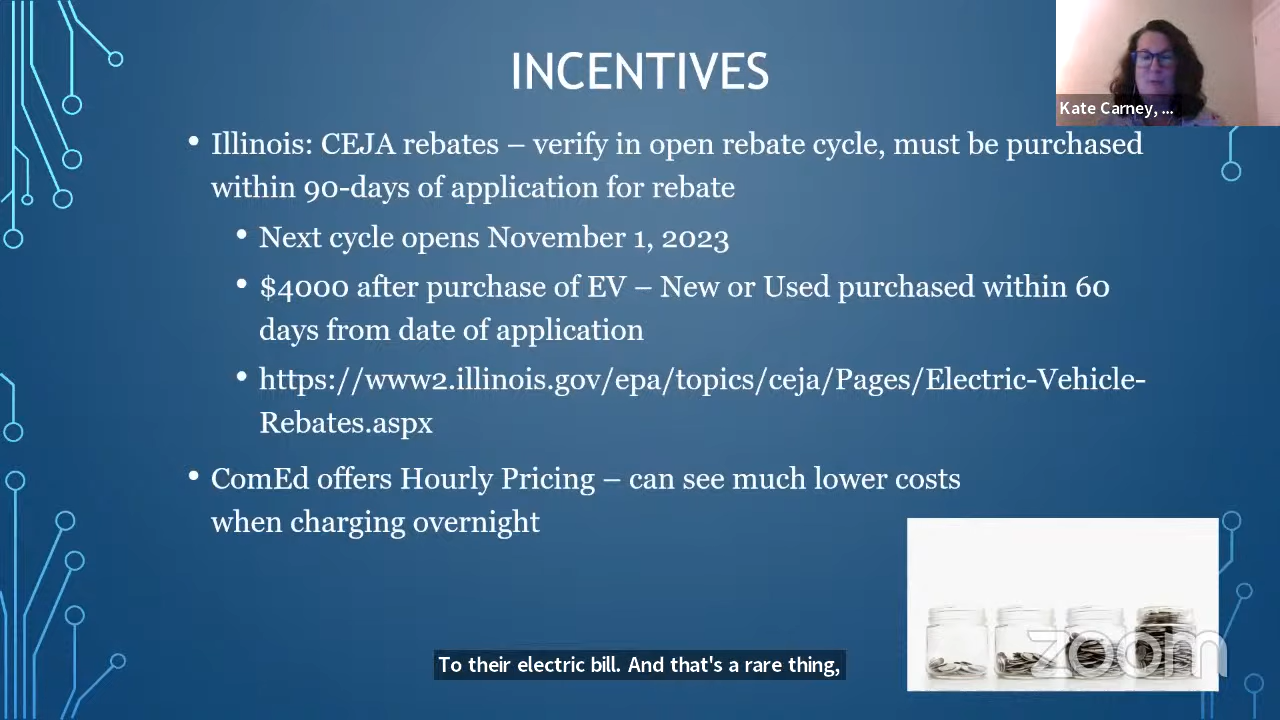 INCENTIVES
Kate Carney, ...
• Illinois: CEJA rebates – verify in open rebate cycle, must be purchased
within 90-days of application for rebate
• Next cycle opens November 1, 2023
• $4000 after purchase of EV – New or Used purchased within 60
days from date of application
• https://www2.illinois.gov/epa/topics/ceja/Pages/Electric-Vehicle-
Rebates.aspx
• ComEd offers Hourly Pricing – can see much lower costs
when charging overnight
zoom
To their electric bill. And that's a rare thing,